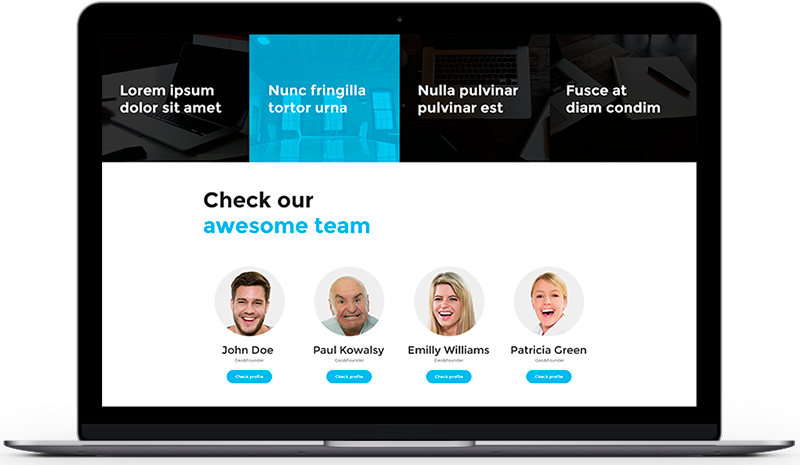 Lorem ipsum
dolor sit amet
Nunc fringilla
tortor urna
Nulla pulvinar
pulvinar est
Fusce at
diam condim
Check our
awesome team
John Doe
Ceo&Founder
Check profile
Paul Kowalsy
Ceo&Founder
Check profile
Emilly Williams
Ceo&Founder
Check profile
Patricia Green
Ceo&Founder
Check profile